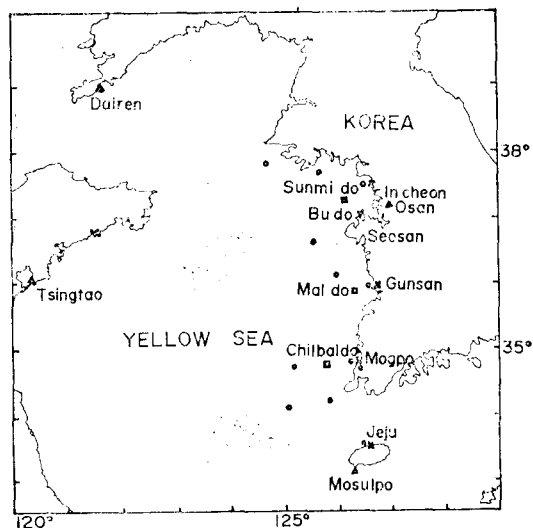 Dairen
KOREA
38°
Sunmi do
Incheon
Bu do
Osan
Seosan
Mal do
Gunsan
Tsingtao
YELLOW SEA
Chilbaldo
Mogpo
35°
Jeju
Mosulpo
120°
125°